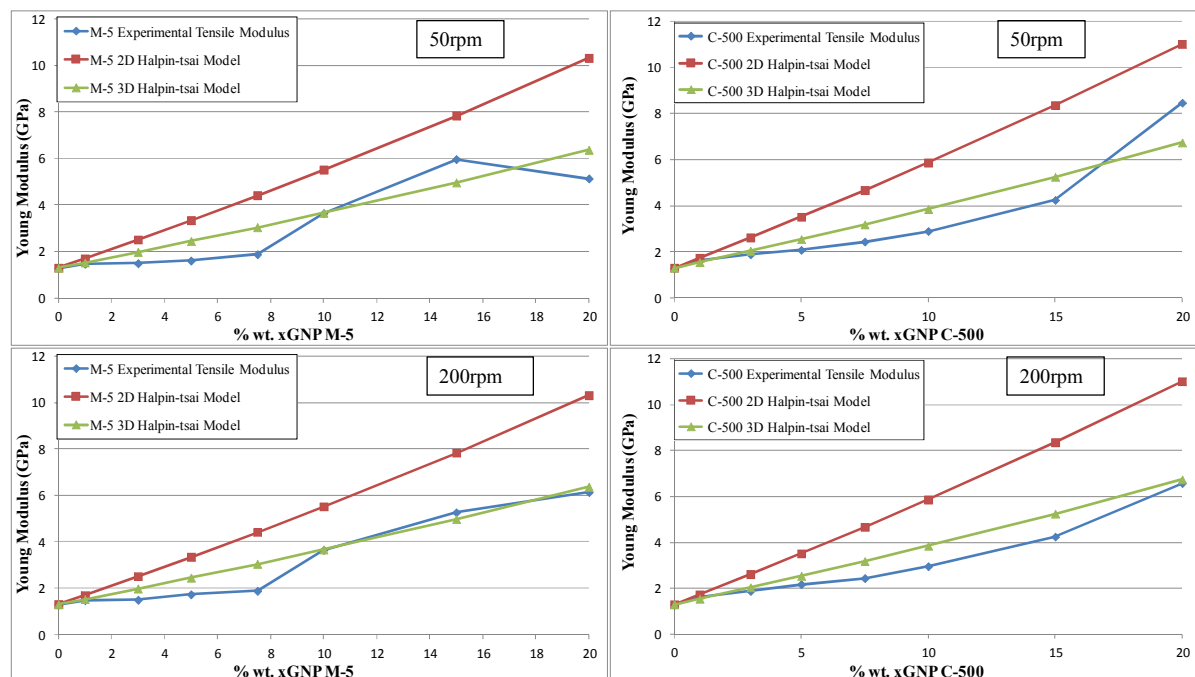 12
10
8
6
4
2
0
Young Modulus (GPa)
M-5 Experimental Tensile Modulus
M-5 2D Halpin-tsai Model
M-5 3D Halpin-tsai Model
50rpm
0 2 4 6 8 10 12 14 16 18 20
% wt. xGNP M-5
12
10
8
6
4
2
0
Young Modulus (GPa)
C-500 Experimental Tensile Modulus
C-500 2D Halpin-tsai Model
C-500 3D Halpin-tsai Model
50rpm
0 5 10 15 20
% wt. xGNP C-500
12
10
8
6
4
2
0
Young Modulus (GPa)
M-5 Experimental Tensile Modulus
M-5 2D Halpin-tsai Model
M-5 3D Halpin-tsai Model
200rpm
0 2 4 6 8 10 12 14 16 18 20
% wt. xGNP M-5
12
10
8
6
4
2
0
Young Modulus (GPa)
C-500 Experimental Tensile Modulus
C-500 2D Halpin-tsai Model
C-500 3D Halpin-tsai Model
200rpm
0 5 10 15 20
% wt. xGNP C-500